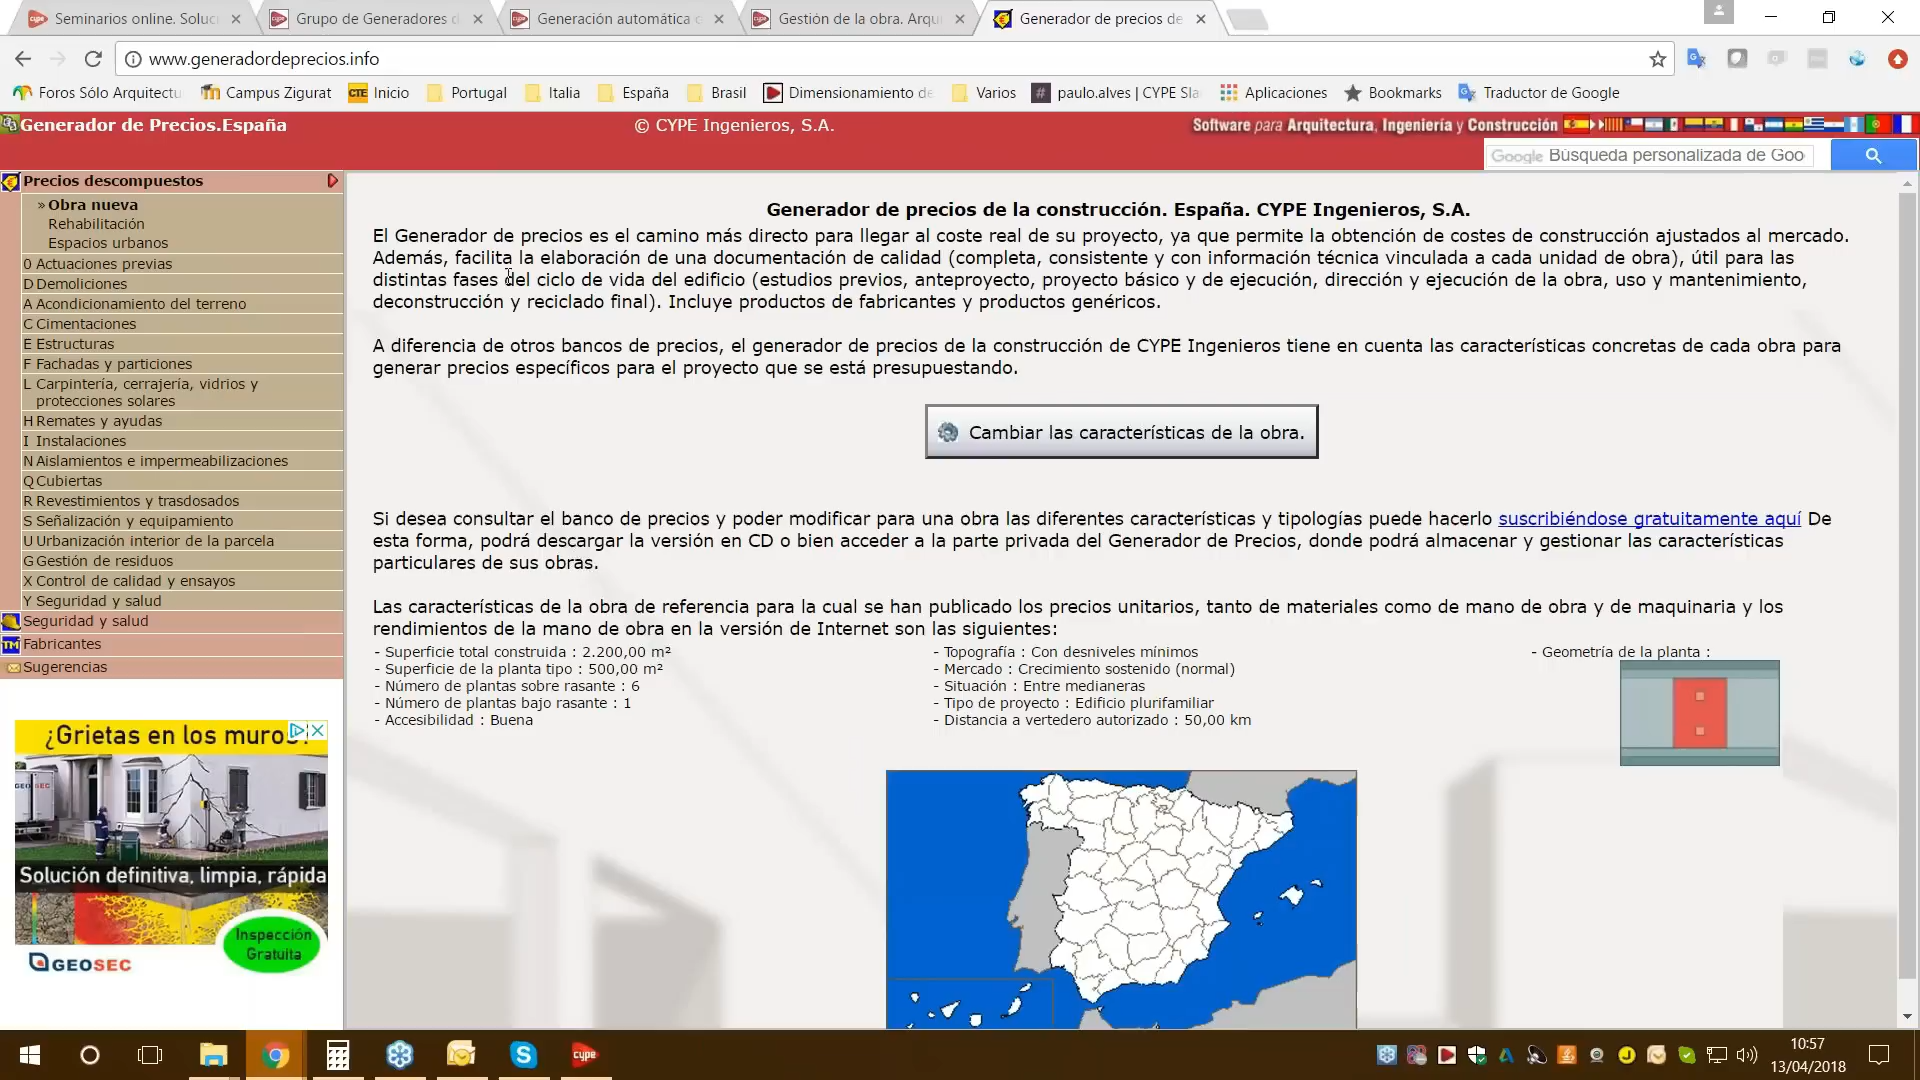 Seminarios online. Soluc
Grupo de Generadores d
Generación automática d
Gestión de la obra. Arqu
Generador de precios de
www.generadordeprecios.info
Foros Sólo Arquitectu
Campus Zigurat
CTE Inicio
Portugal
Italia
España
Brasil
Dimensionamiento de
Varios
# paulo.alves | CYPE Sla
Aplicaciones
Bookmarks
Traductor de Google
Generador de Precios.España
© CYPE Ingenieros, S.A.
Software para Arquitectura, Ingeniería y Construcción
Google Búsqueda personalizada de Goo
Precios descompuestos
» Obra nueva
Rehabilitación
Espacios urbanos
0 Actuaciones previas
D Demoliciones
A Acondicionamiento del terreno
C Cimentaciones
E Estructuras
F Fachadas y particiones
L Carpintería, cerrajería, vidrios y
protecciones solares
H Remates y ayudas
I Instalaciones
N Aislamientos e impermeabilizaciones
Q Cubiertas
R Revestimientos y trasdosados
S Señalización y equipamiento
U Urbanización interior de la parcela
G Gestión de residuos
X Control de calidad y ensayos
Y Seguridad y salud
Seguridad y salud
TM Fabricantes
Sugerencias
¿Grietas en los muros?
Solución definitiva, limpia, rápida
Inspección
Gratuita
GEOSEC
Generador de precios de la construcción. España. CYPE Ingenieros, S.A.
El Generador de precios es el camino más directo para llegar al coste real de su proyecto, ya que permite la obtención de costes de construcción ajustados al mercado.
Además, facilita la elaboración de una documentación de calidad (completa, consistente y con información técnica vinculada a cada unidad de obra), útil para las
distintas fases del ciclo de vida del edificio (estudios previos, anteproyecto, proyecto básico y de ejecución, dirección y ejecución de la obra, uso y mantenimiento,
deconstrucción y reciclado final). Incluye productos de fabricantes y productos genéricos.
A diferencia de otros bancos de precios, el generador de precios de la construcción de CYPE Ingenieros tiene en cuenta las características concretas de cada obra para
generar precios específicos para el proyecto que se está presupuestando.
Cambiar las características de la obra.
Si desea consultar el banco de precios y poder modificar para una obra las diferentes características y tipologías puede hacerlo suscribiéndose gratuitamente aquí De
esta forma, podrá descargar la versión en CD o bien acceder a la parte privada del Generador de Precios, donde podrá almacenar y gestionar las características
particulares de sus obras.
Las características de la obra de referencia para la cual se han publicado los precios unitarios, tanto de materiales como de mano de obra y de maquinaria y los
rendimientos de la mano de obra en la versión de Internet son las siguientes:
- Superficie total construida : 2.200,00 m²
- Superficie de la planta tipo : 500,00 m²
- Número de plantas sobre rasante : 6
- Número de plantas bajo rasante : 1
- Accesibilidad : Buena
- Topografía : Con desniveles mínimos
- Mercado : Crecimiento sostenido (normal)
- Situación : Entre medianeras
- Tipo de proyecto : Edificio plurifamiliar
- Distancia a vertedero autorizado : 50,00 km
- Geometría de la planta :
cype
10:57
13/04/2018